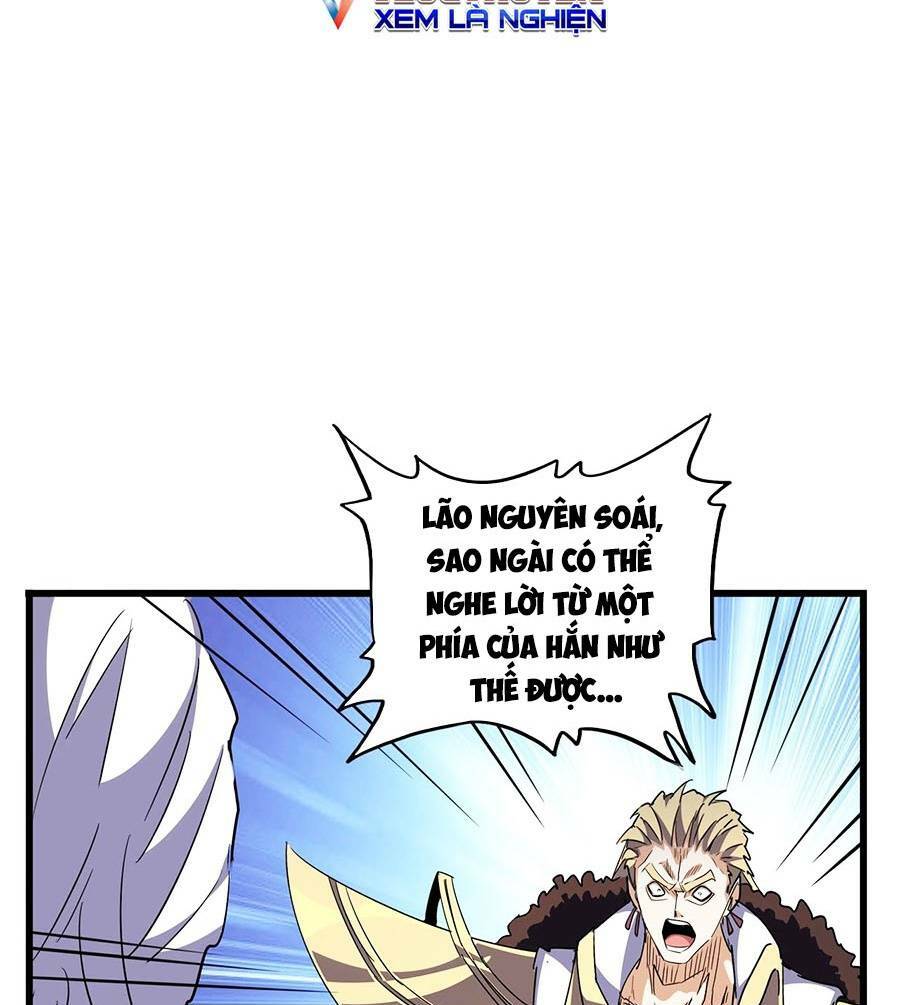 XEM LÀ NGHIỆN
LÃO NGUYÊN SOÁI,
SAO NGÀI CÓ THỂ
NGHE LỜI TỪ MỘT
PHÍA CỦA HẮN NHƯ
THẾ ĐƯỢC...